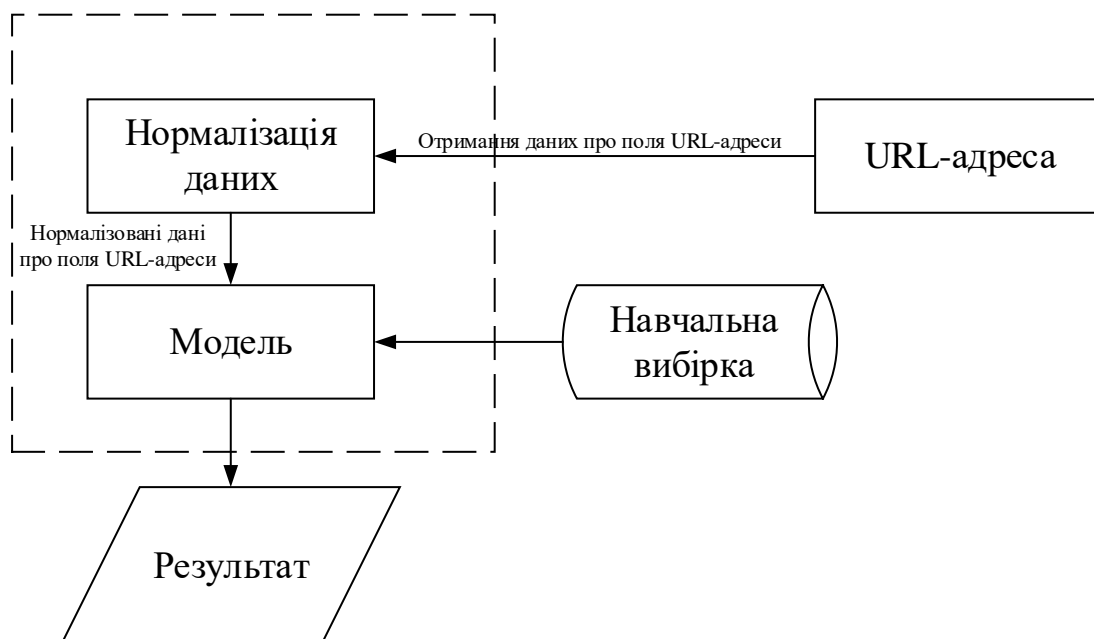 Нормалізація
даних
Отримання даних про поля URL-адреси
URL-адреса
Нормалізовані дані
про поля URL-адреси
Модель
Навчальна
вибірка
Результат